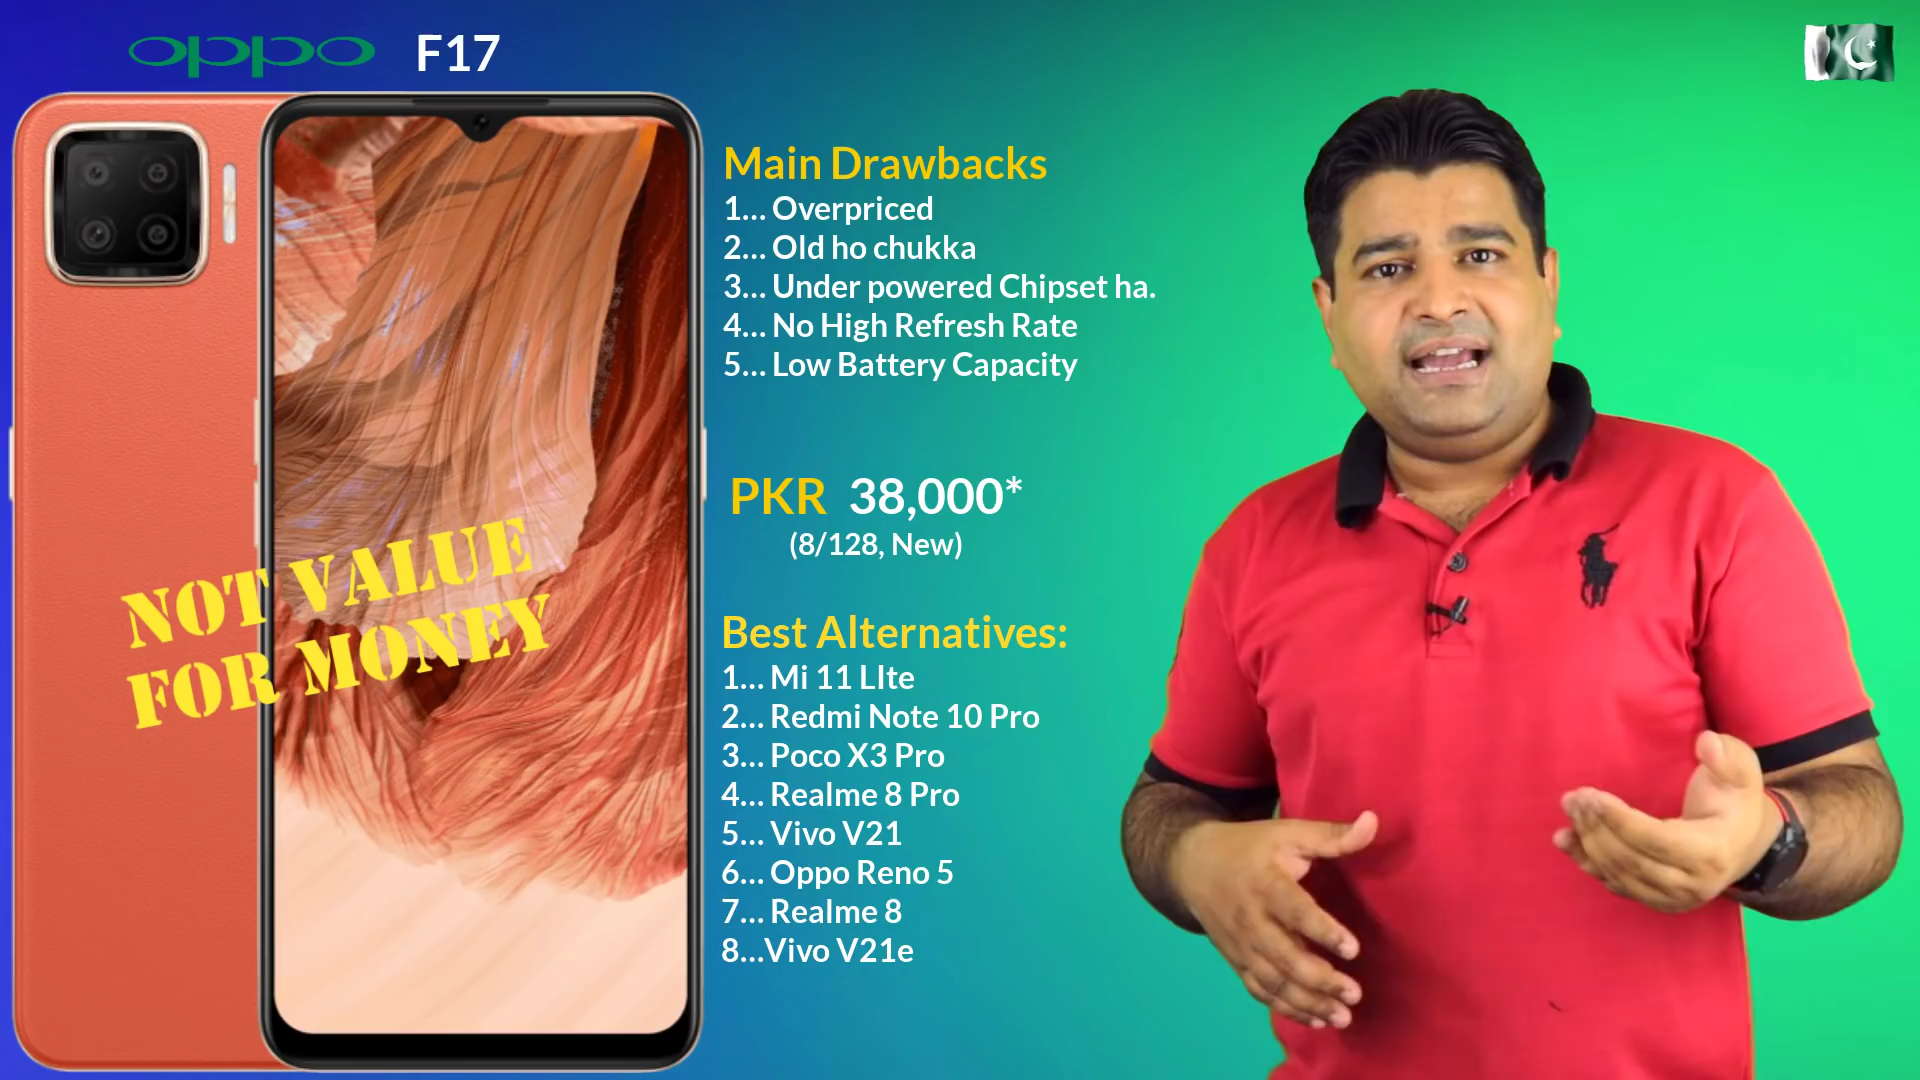 oppo F17
Main Drawbacks
1... Overpriced
2... Old ho chukka
3... Under powered Chipset ha.
4... No High Refresh Rate
5... Low Battery Capacity
PKR 38,000*
(8/128, New)
NOT VALUE
FOR MONEY
Best Alternatives:
1... Mi 11 LIte
2... Redmi Note 10 Pro
3... Poco X3 Pro
4... Realme 8 Pro
5... Vivo V21
6... Oppo Reno 5
7... Realme 8
8...Vivo V21e